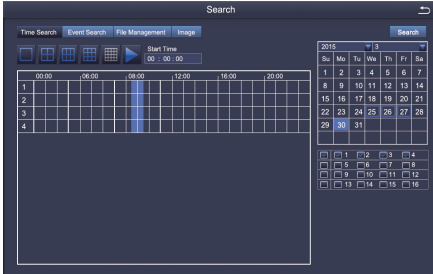 Search
Time Search Event Search File Management Image
Search
Start Time
00 : 00 : 00
2015 3
Su Mo Tu We Th Fr Sa
1 2 3 4 5 6 7
8 9 10 11 12 13 14
15 16 17 18 19 20 21
22 23 24 25 26 27 28
29 30 31
00:00 06:00 08:00 12:00 16:00 20:00
1
2
3
4
1 2 3 4
5 6 7 8
9 10 11 12
13 14 15 16